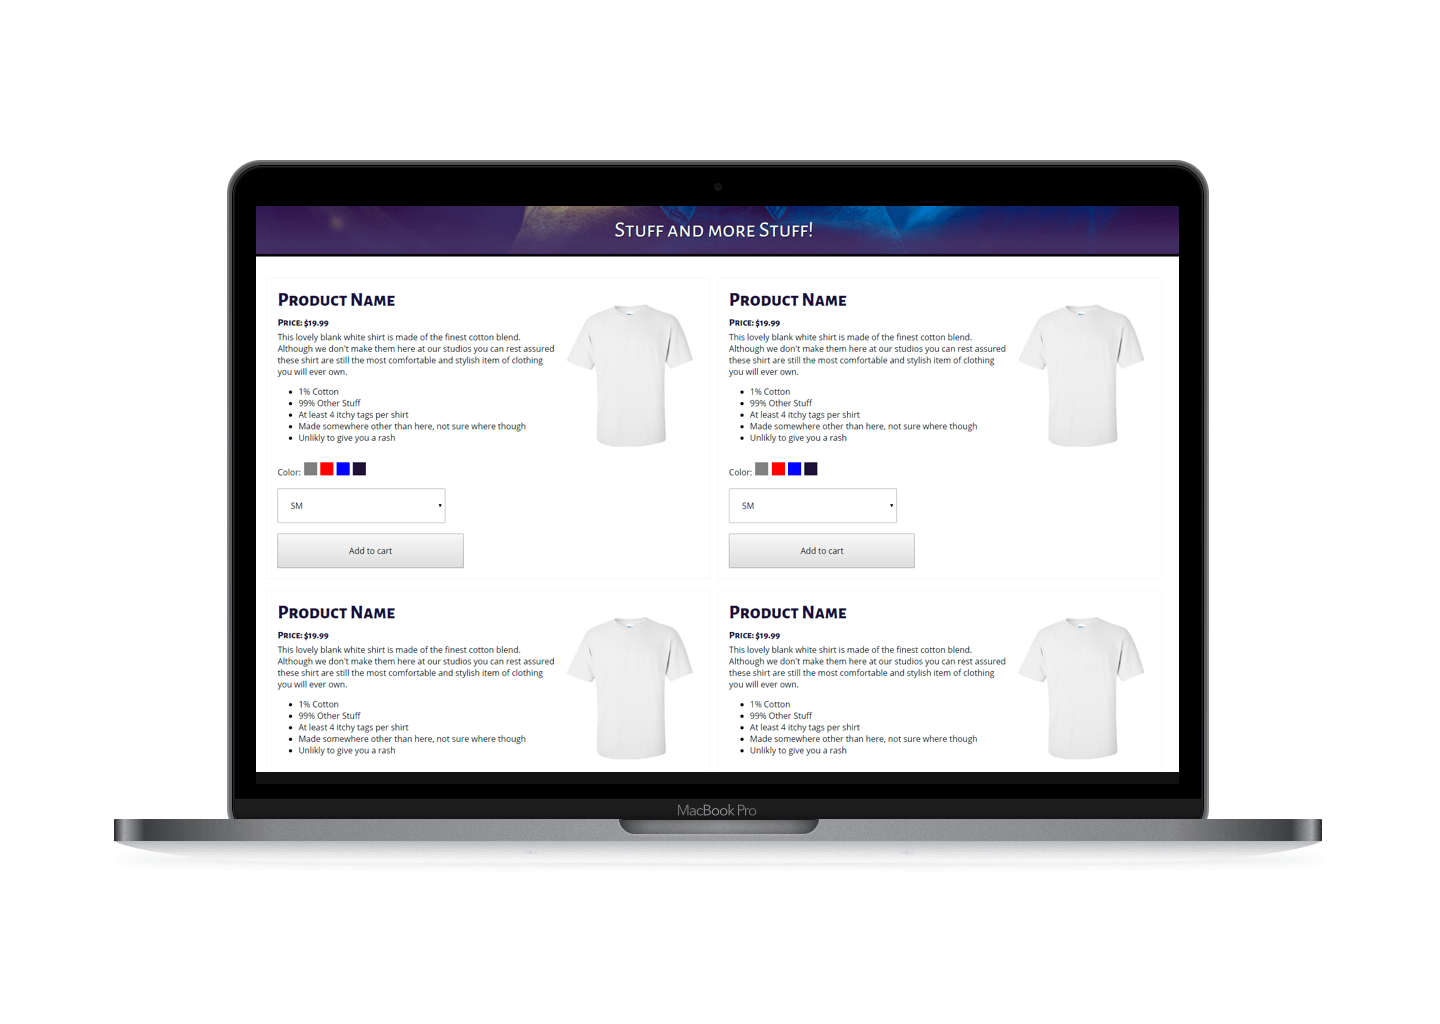 Stuff and more Stuff!
Product Name
Price: $19.99
This lovely blank white shirt is made of the finest cotton blend.
Although we don't make them here at our studios you can rest assured
these shirt are still the most comfortable and stylish item of clothing
you will ever own.
1% Cotton
99% Other Stuff
At least 4 itchy tags per shirt
Made somewhere other than here, not sure where though
Unlikly to give you a rash
Color:
SM
Add to cart
Product Name
Price: $19.99
This lovely blank white shirt is made of the finest cotton blend.
Although we don't make them here at our studios you can rest assured
these shirt are still the most comfortable and stylish item of clothing
you will ever own.
1% Cotton
99% Other Stuff
At least 4 itchy tags per shirt
Made somewhere other than here, not sure where though
Unlikly to give you a rash
Color:
SM
Add to cart
Product Name
Price: $19.99
This lovely blank white shirt is made of the finest cotton blend.
Although we don't make them here at our studios you can rest assured
these shirt are still the most comfortable and stylish item of clothing
you will ever own.
1% Cotton
99% Other Stuff
At least 4 itchy tags per shirt
Made somewhere other than here, not sure where though
Unlikly to give you a rash
Product Name
Price: $19.99
This lovely blank white shirt is made of the finest cotton blend.
Although we don't make them here at our studios you can rest assured
these shirt are still the most comfortable and stylish item of clothing
you will ever own.
1% Cotton
99% Other Stuff
At least 4 itchy tags per shirt
Made somewhere other than here, not sure where though
Unlikly to give you a rash
MacBook Pro